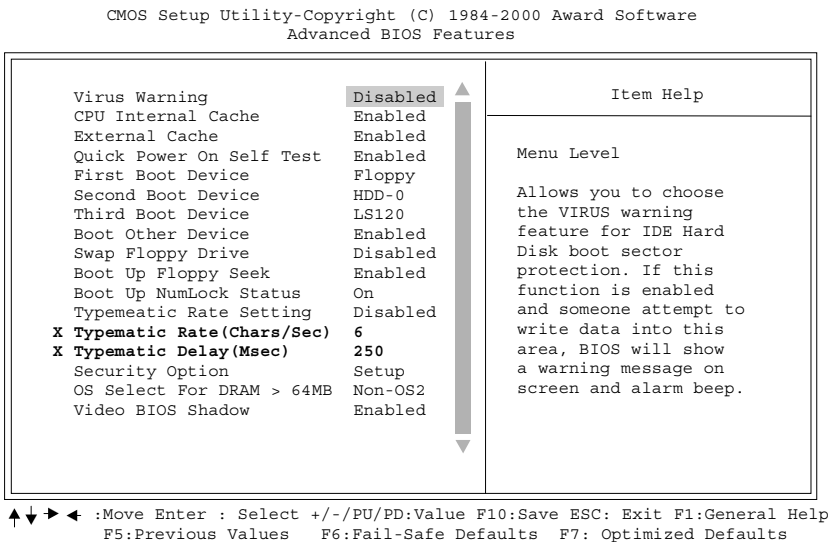 CMOS Setup Utility-Copyright (C) 1984-2000 Award Software
Advanced BIOS Features
Virus Warning Disabled
CPU Internal Cache Enabled
External Cache Enabled
Quick Power On Self Test Enabled
First Boot Device Floppy
Second Boot Device HDD-0
Third Boot Device LS120
Boot Other Device Enabled
Swap Floppy Drive Disabled
Boot Up Floppy Seek Enabled
Boot Up NumLock Status On
Typemeatic Rate Setting Disabled
X Typematic Rate(Chars/Sec) 6
X Typematic Delay(Msec) 250
Security Option Setup
OS Select For DRAM > 64MB Non-OS2
Video BIOS Shadow Enabled
Item Help
Menu Level
Allows you to choose
the VIRUS warning
feature for IDE Hard
Disk boot sector
protection. If this
function is enabled
and someone attempt to
write data into this
area, BIOS will show
a warning message on
screen and alarm beep.
:Move Enter : Select +/-/PU/PD:Value F10:Save ESC: Exit F1:General Help
F5:Previous Values F6:Fail-Safe Defaults F7: Optimized Defaults